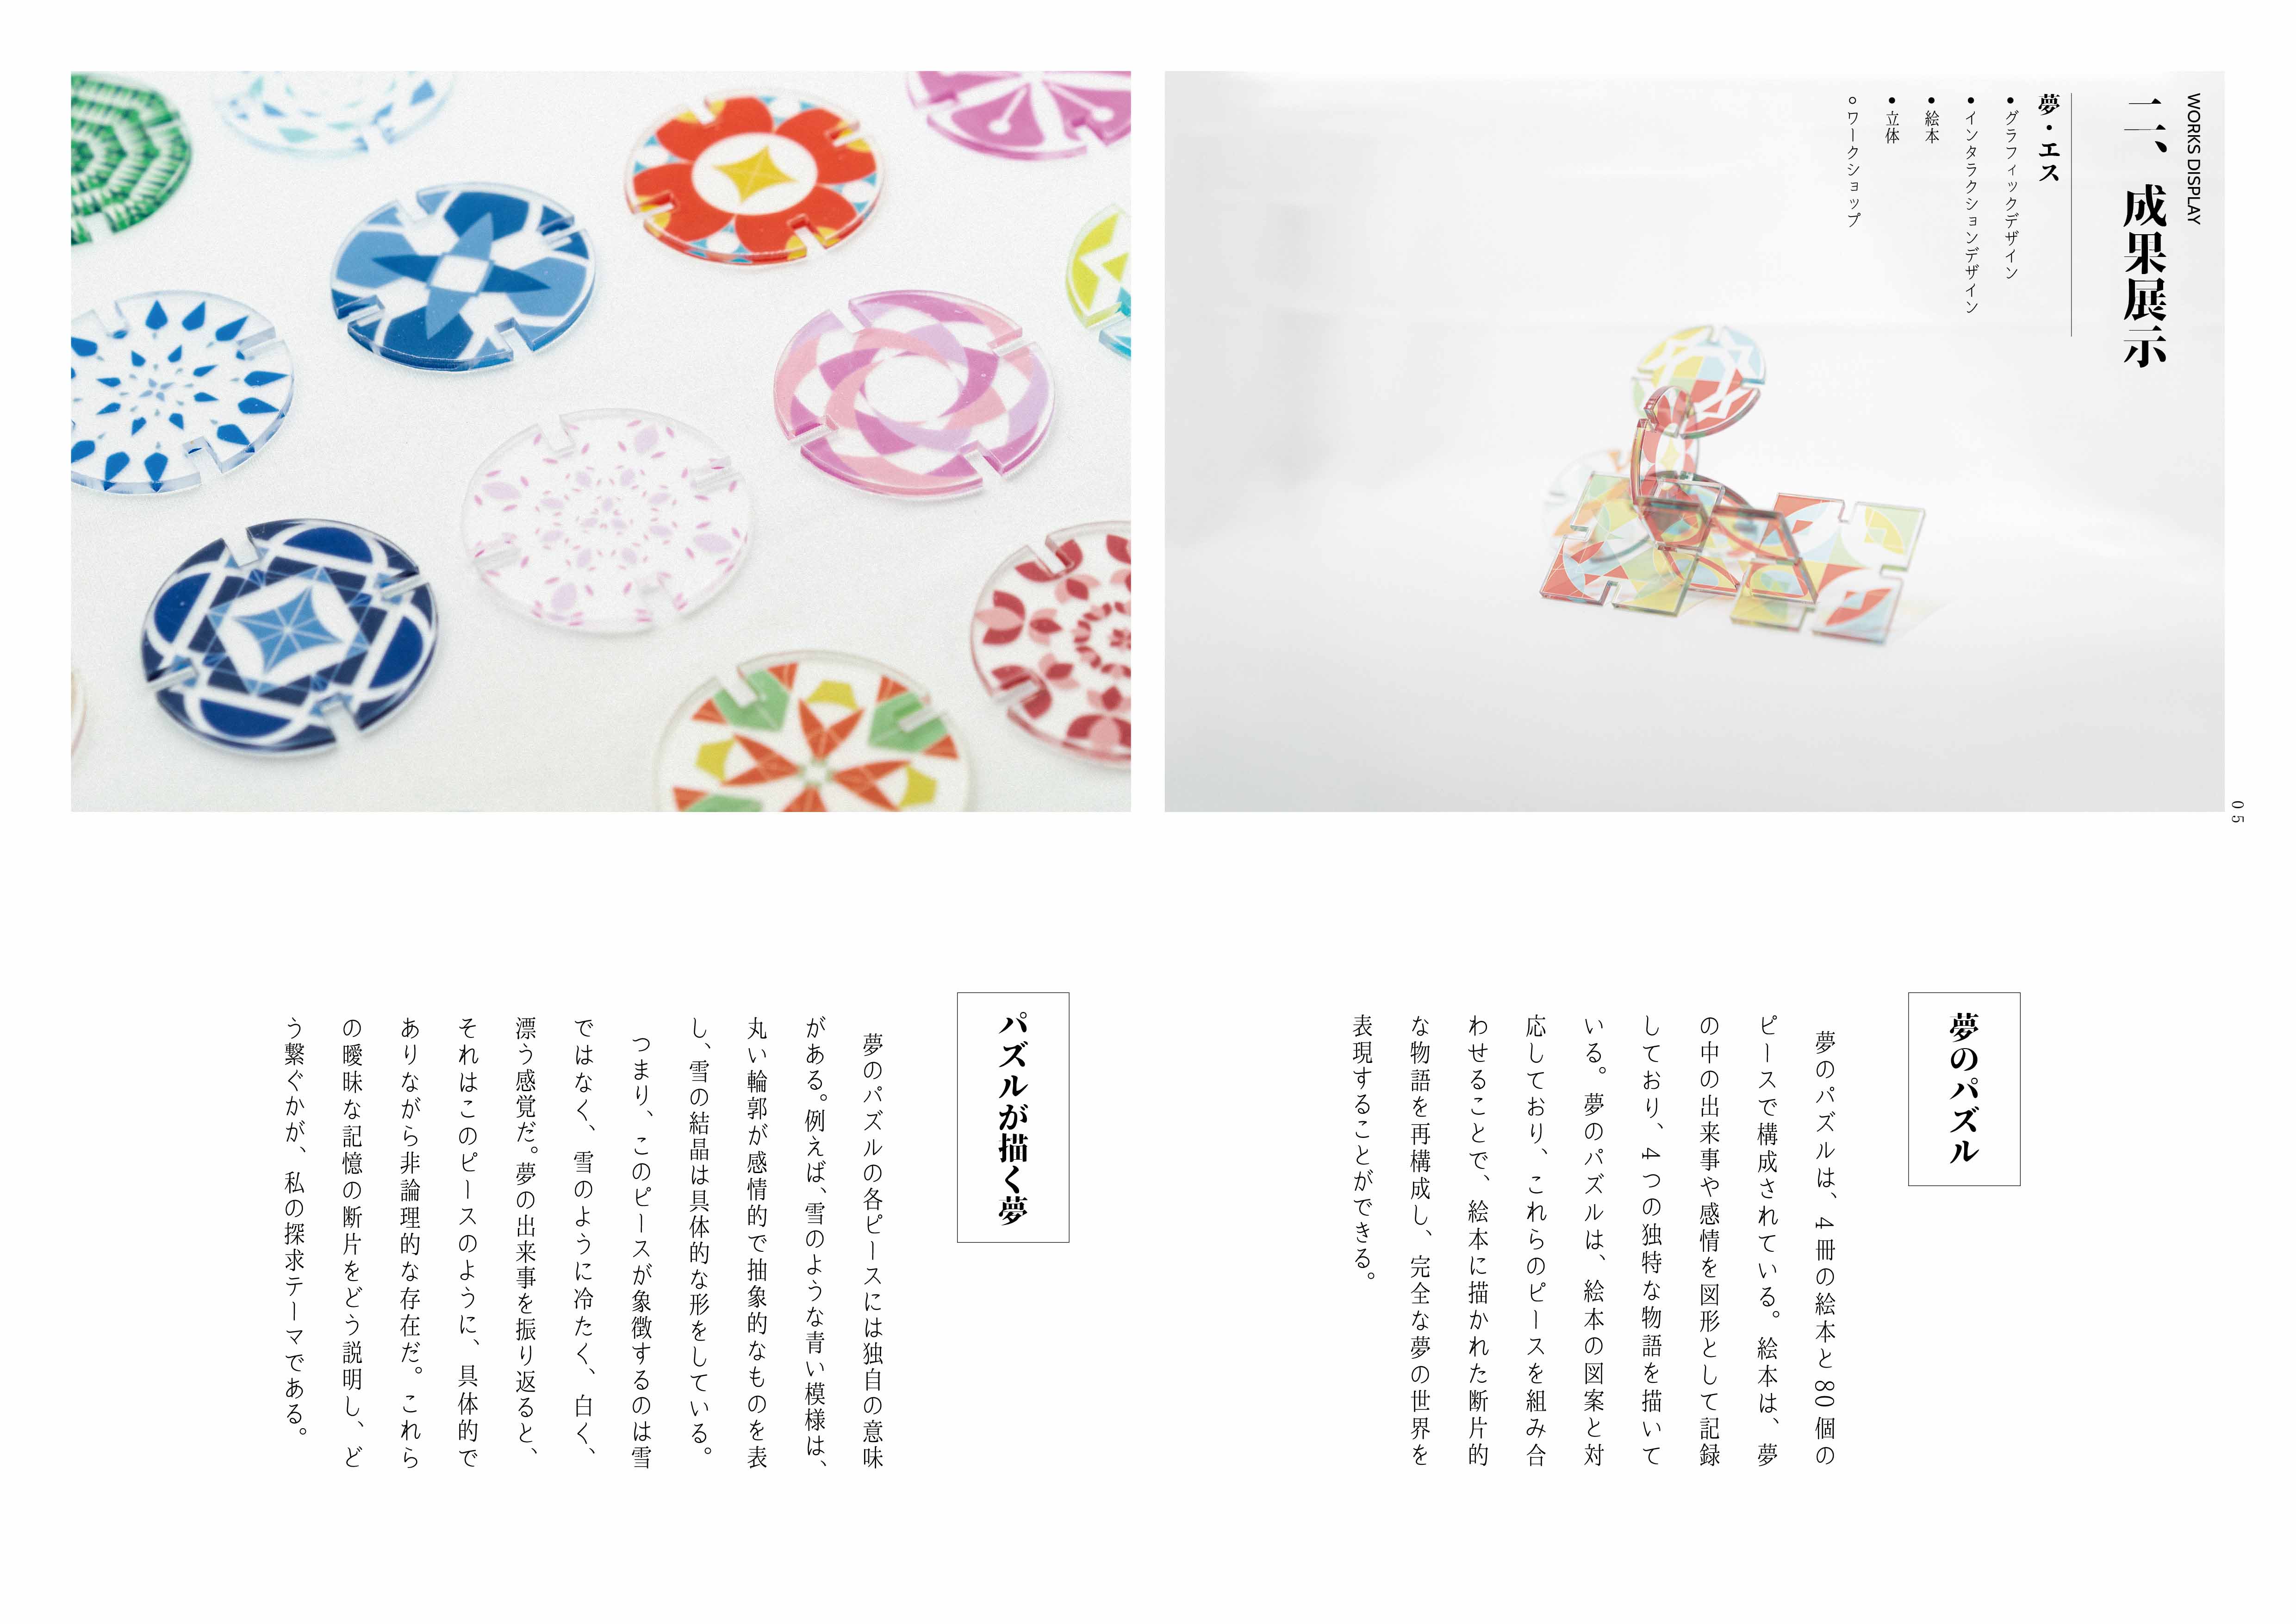 WORKS DISPLAY
二、成果展示
夢・エス
•グラフィックデザイン
•インタラクションデザイン
•絵本
•立体
◦ワークショップ
05
夢のパズル
夢のパズルは、4冊の絵本と80個の
ピースで構成されている。絵本は、夢
の中の出来事や感情を図形として記録
しており、4つの独特な物語を描いて
いる。夢のパズルは、絵本の図案と対
応しており、これらのピースを組み合
わせることで、絵本に描かれた断片的
な物語を再構成し、完全な夢の世界を
表現することができる。
パズルが描く夢
夢のパズルの各ピースには独自の意味
がある。例えば、雪のような青い模様は、
丸い輪郭が感情的で抽象的なものを表
し、雪の結晶は具体的な形をしている。
つまり、このピースが象徴するのは雪
ではなく、雪のように冷たく、白く、
漂う感覚だ。夢の出来事を振り返ると、
それはこのピースのように、具体的で
ありながら非論理的な存在だ。これら
の曖昧な記憶の断片をどう説明し、ど
う繋ぐかが、私の探求テーマである。